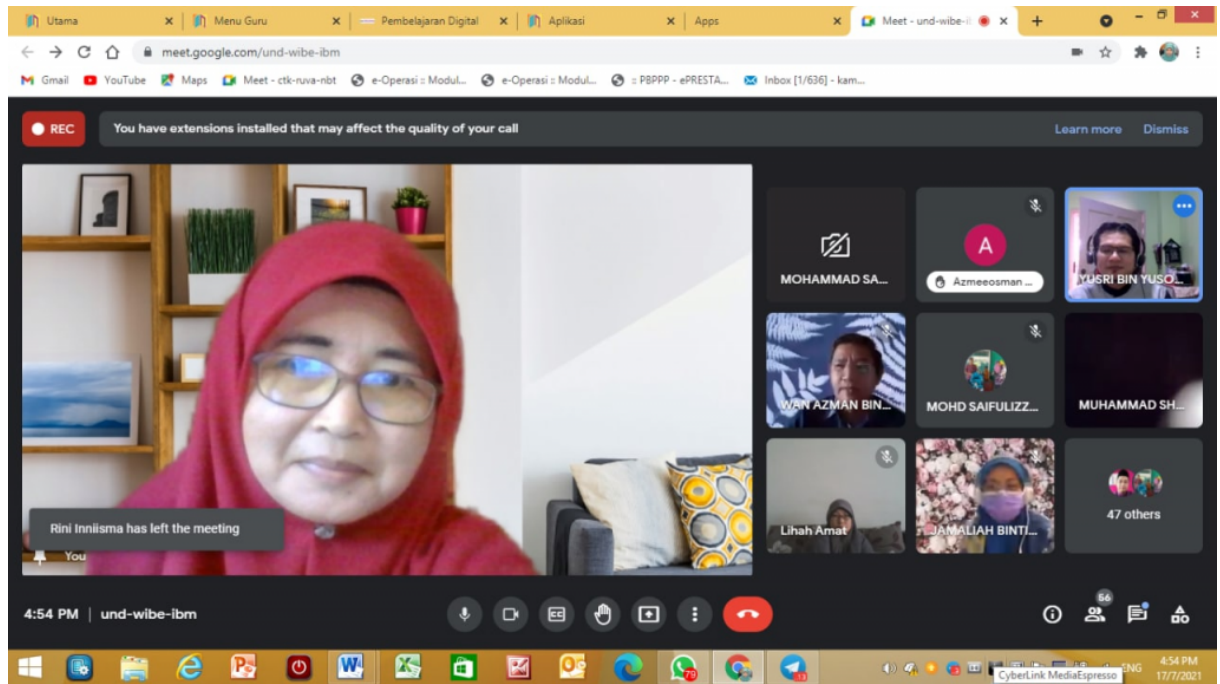 Utama
Menu Guru
Pembelajaran Digital
Aplikasi
Apps
Meet - und-wibe-i
meet.google.com/und-wibe-ibm
Gmail
YouTube
Maps
Meet - ctk-ruva-nbt
e-Operasi :: Modul...
e-Operasi :: Modul...
:: PBPPP - ePRESTA...
Inbox [1/636] - kam...
REC
You have extensions installed that may affect the quality of your call
Learn more
Dismiss
MOHAMMAD SA...
A
Azmeeosman ...
YUSRI BIN YUSO...
WAN AZMAN BIN...
MOHD SAIFULIZZ...
MUHAMMAD SH...
Lihah Amat
JAMALIAH BINTI...
47 others
Rini Inniisma has left the meeting
You
4:54 PM | und-wibe-ibm
56
ENG
4:54 PM
17/7/2021
CyberLink MediaEspresso